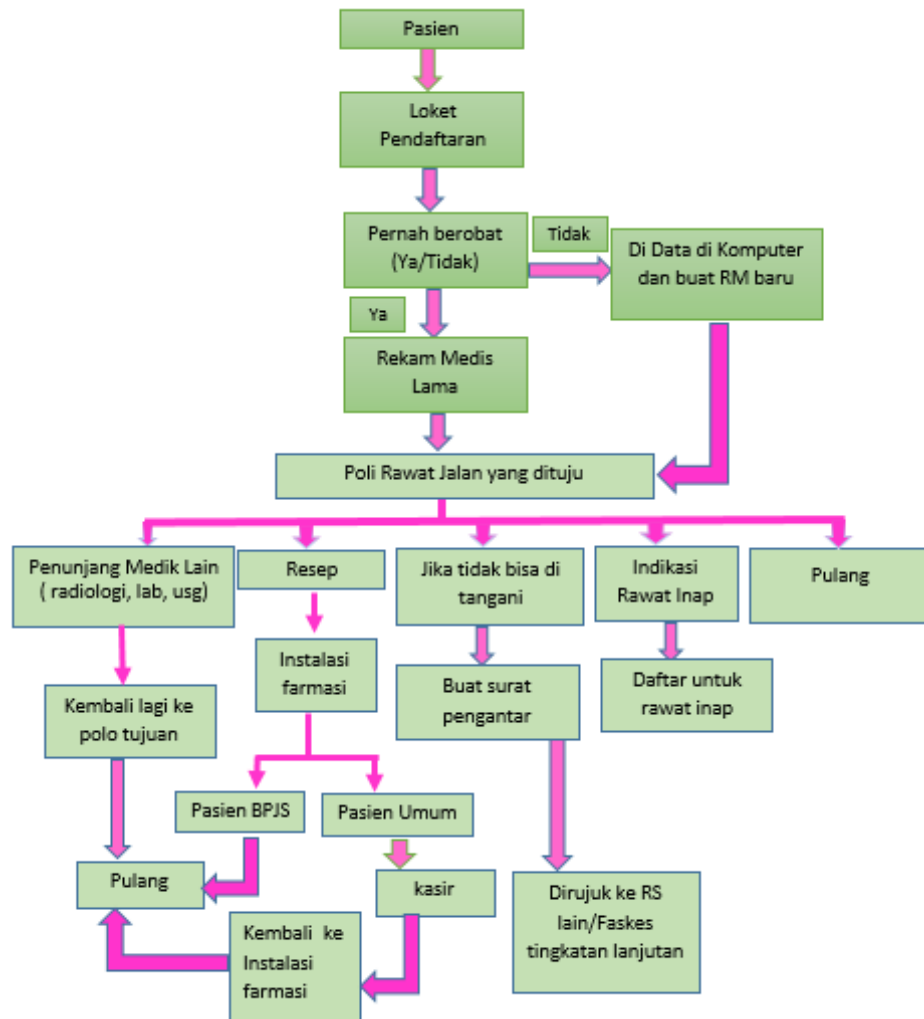 Pasien
Loket
Pendaftaran
Pernah berobat
(Ya/Tidak)
Tidak
Di Data di Komputer
dan buat RM baru
Ya
Rekam Medis
Lama
Poli Rawat Jalan yang dituju
Penunjang Medik Lain
( radiologi, lab, usg)
Resep
Jika tidak bisa di
tangani
Indikasi
Rawat Inap
Pulang
Instalasi
farmasi
Buat surat
pengantar
Daftar untuk
rawat inap
Kembali lagi ke
polo tujuan
Pasien BPJS
Pasien Umum
Pulang
kasir
Dirujuk ke RS
lain/Faskes
tingkatan lanjutan
Kembali ke
Instalasi
farmasi